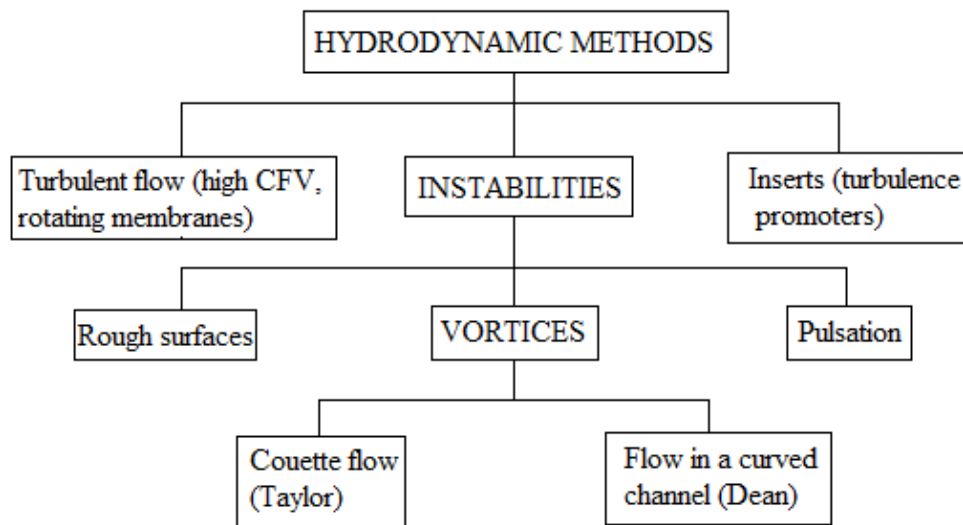 HYDRODYNAMIC METHODS
Turbulent flow (high CFV,
rotating membranes)
INSTABILITIES
Inserts (turbulence
promoters)
Rough surfaces
VORTICES
Pulsation
Couette flow
(Taylor)
Flow in a curved
channel (Dean)